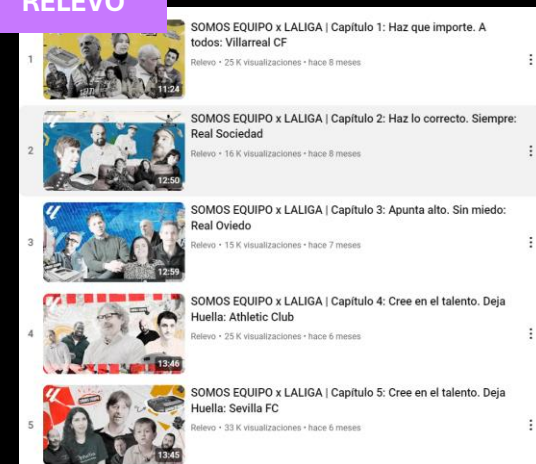 RELEVO
1
11:24
SOMOS EQUIPO x LALIGA | Capítulo 1: Haz que importe. A
todos: Villarreal CF
Relevo • 25 K visualizaciones • hace 8 meses
2
12:50
SOMOS EQUIPO x LALIGA | Capítulo 2: Haz lo correcto. Siempre:
Real Sociedad
Relevo • 16 K visualizaciones • hace 8 meses
3
12:59
SOMOS EQUIPO x LALIGA | Capítulo 3: Apunta alto. Sin miedo:
Real Oviedo
Relevo • 15 K visualizaciones • hace 7 meses
4
13:46
SOMOS EQUIPO x LALIGA | Capítulo 4: Cree en el talento. Deja
Huella: Athletic Club
Relevo • 25 K visualizaciones • hace 6 meses
5
13:45
SOMOS EQUIPO x LALIGA | Capítulo 5: Cree en el talento. Deja
Huella: Sevilla FC
Relevo • 33 K visualizaciones • hace 6 meses